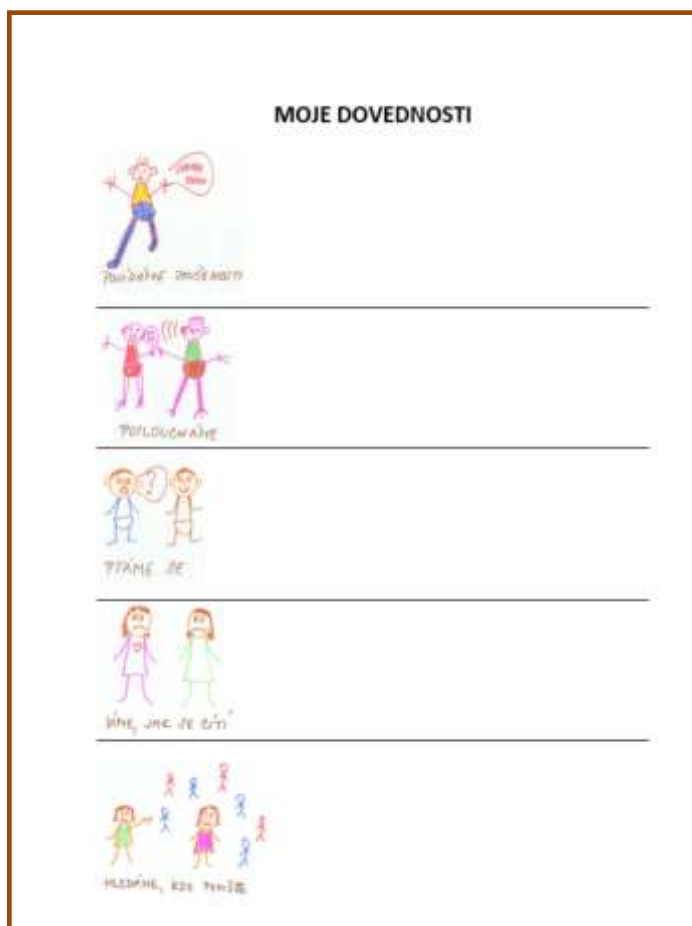 MOJE DOVEDNOSTI
POSLOUCHÁME
?
PTÁME SE
VÍME, JAK SE CÍTÍ
HLEDÁME, KDO POMŮŽE